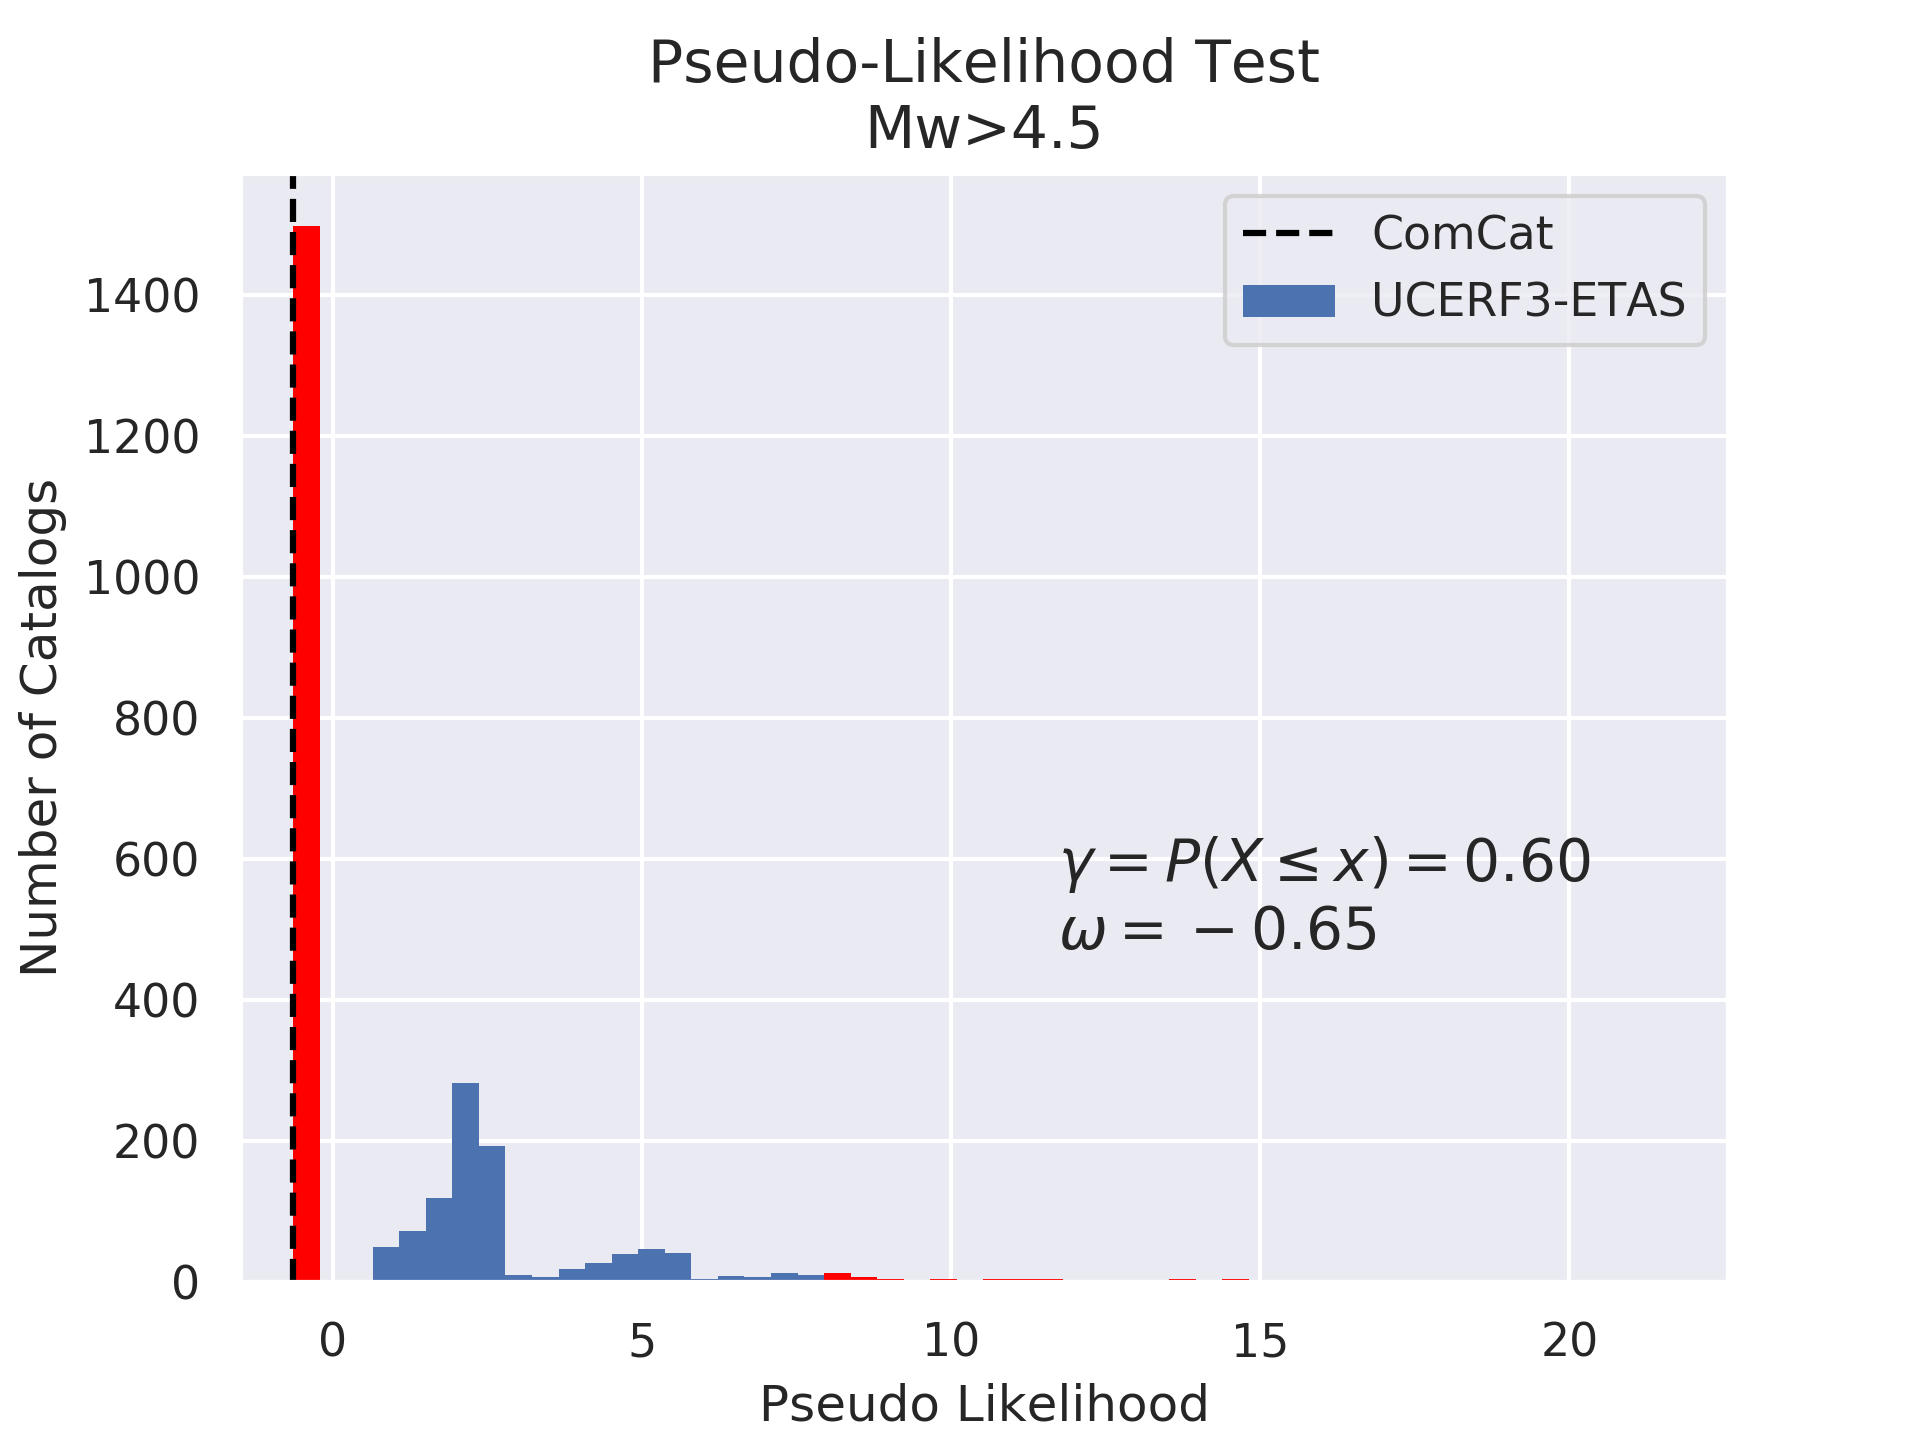 Pseudo-Likelihood Test
Mw>4.5
ComCat
UCERF3-ETAS
Number of Catalogs
1400
1200
1000
800
600
400
200
0
γ = P(X ≤ x) = 0.60
ω = − 0.65
0 5 10 15 20
Pseudo Likelihood